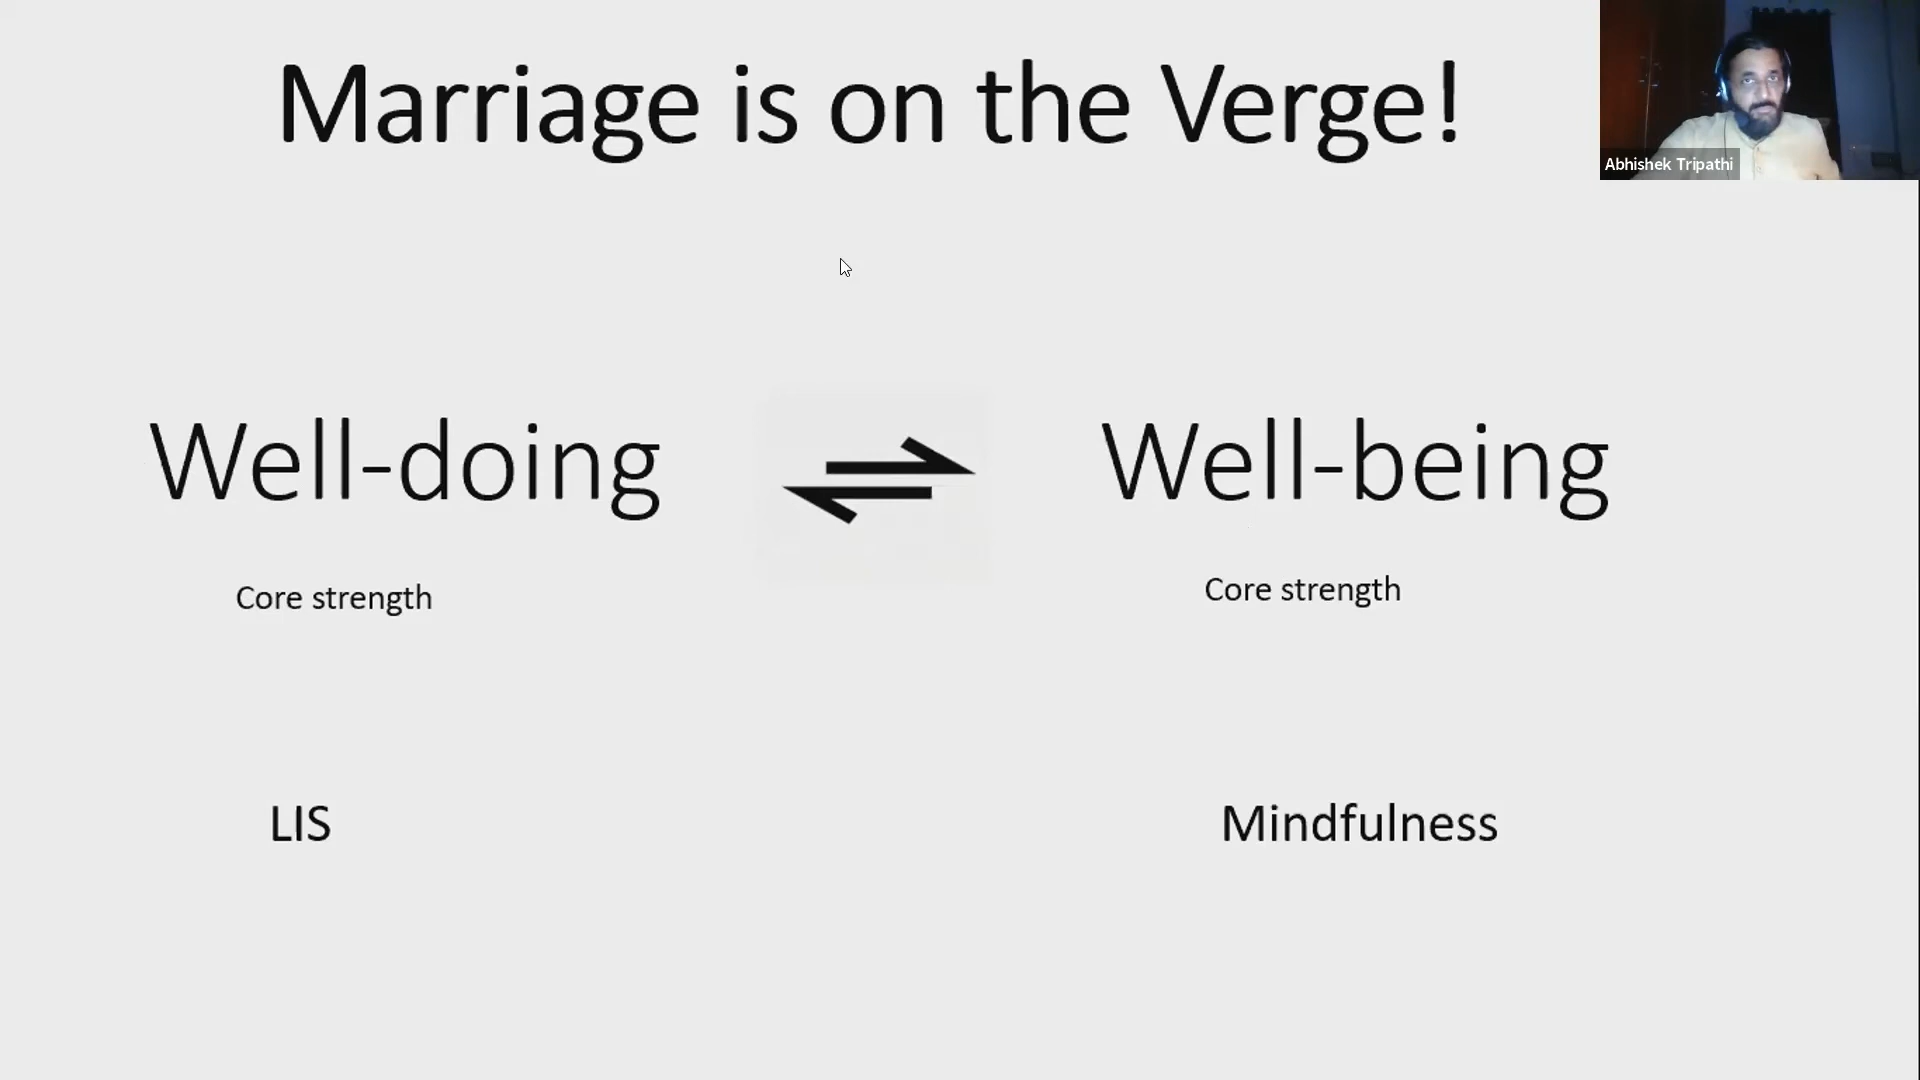 Marriage is on the Verge!
Abhishek Tripathi
Well-doing
Well-being
Core strength
Core strength
LIS
Mindfulness